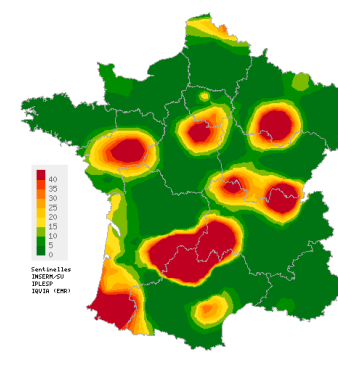 40
35
30
25
20
15
10
5
0
Sentinelles
INSERM/SU
IPLESP
IQVIA (EMR)